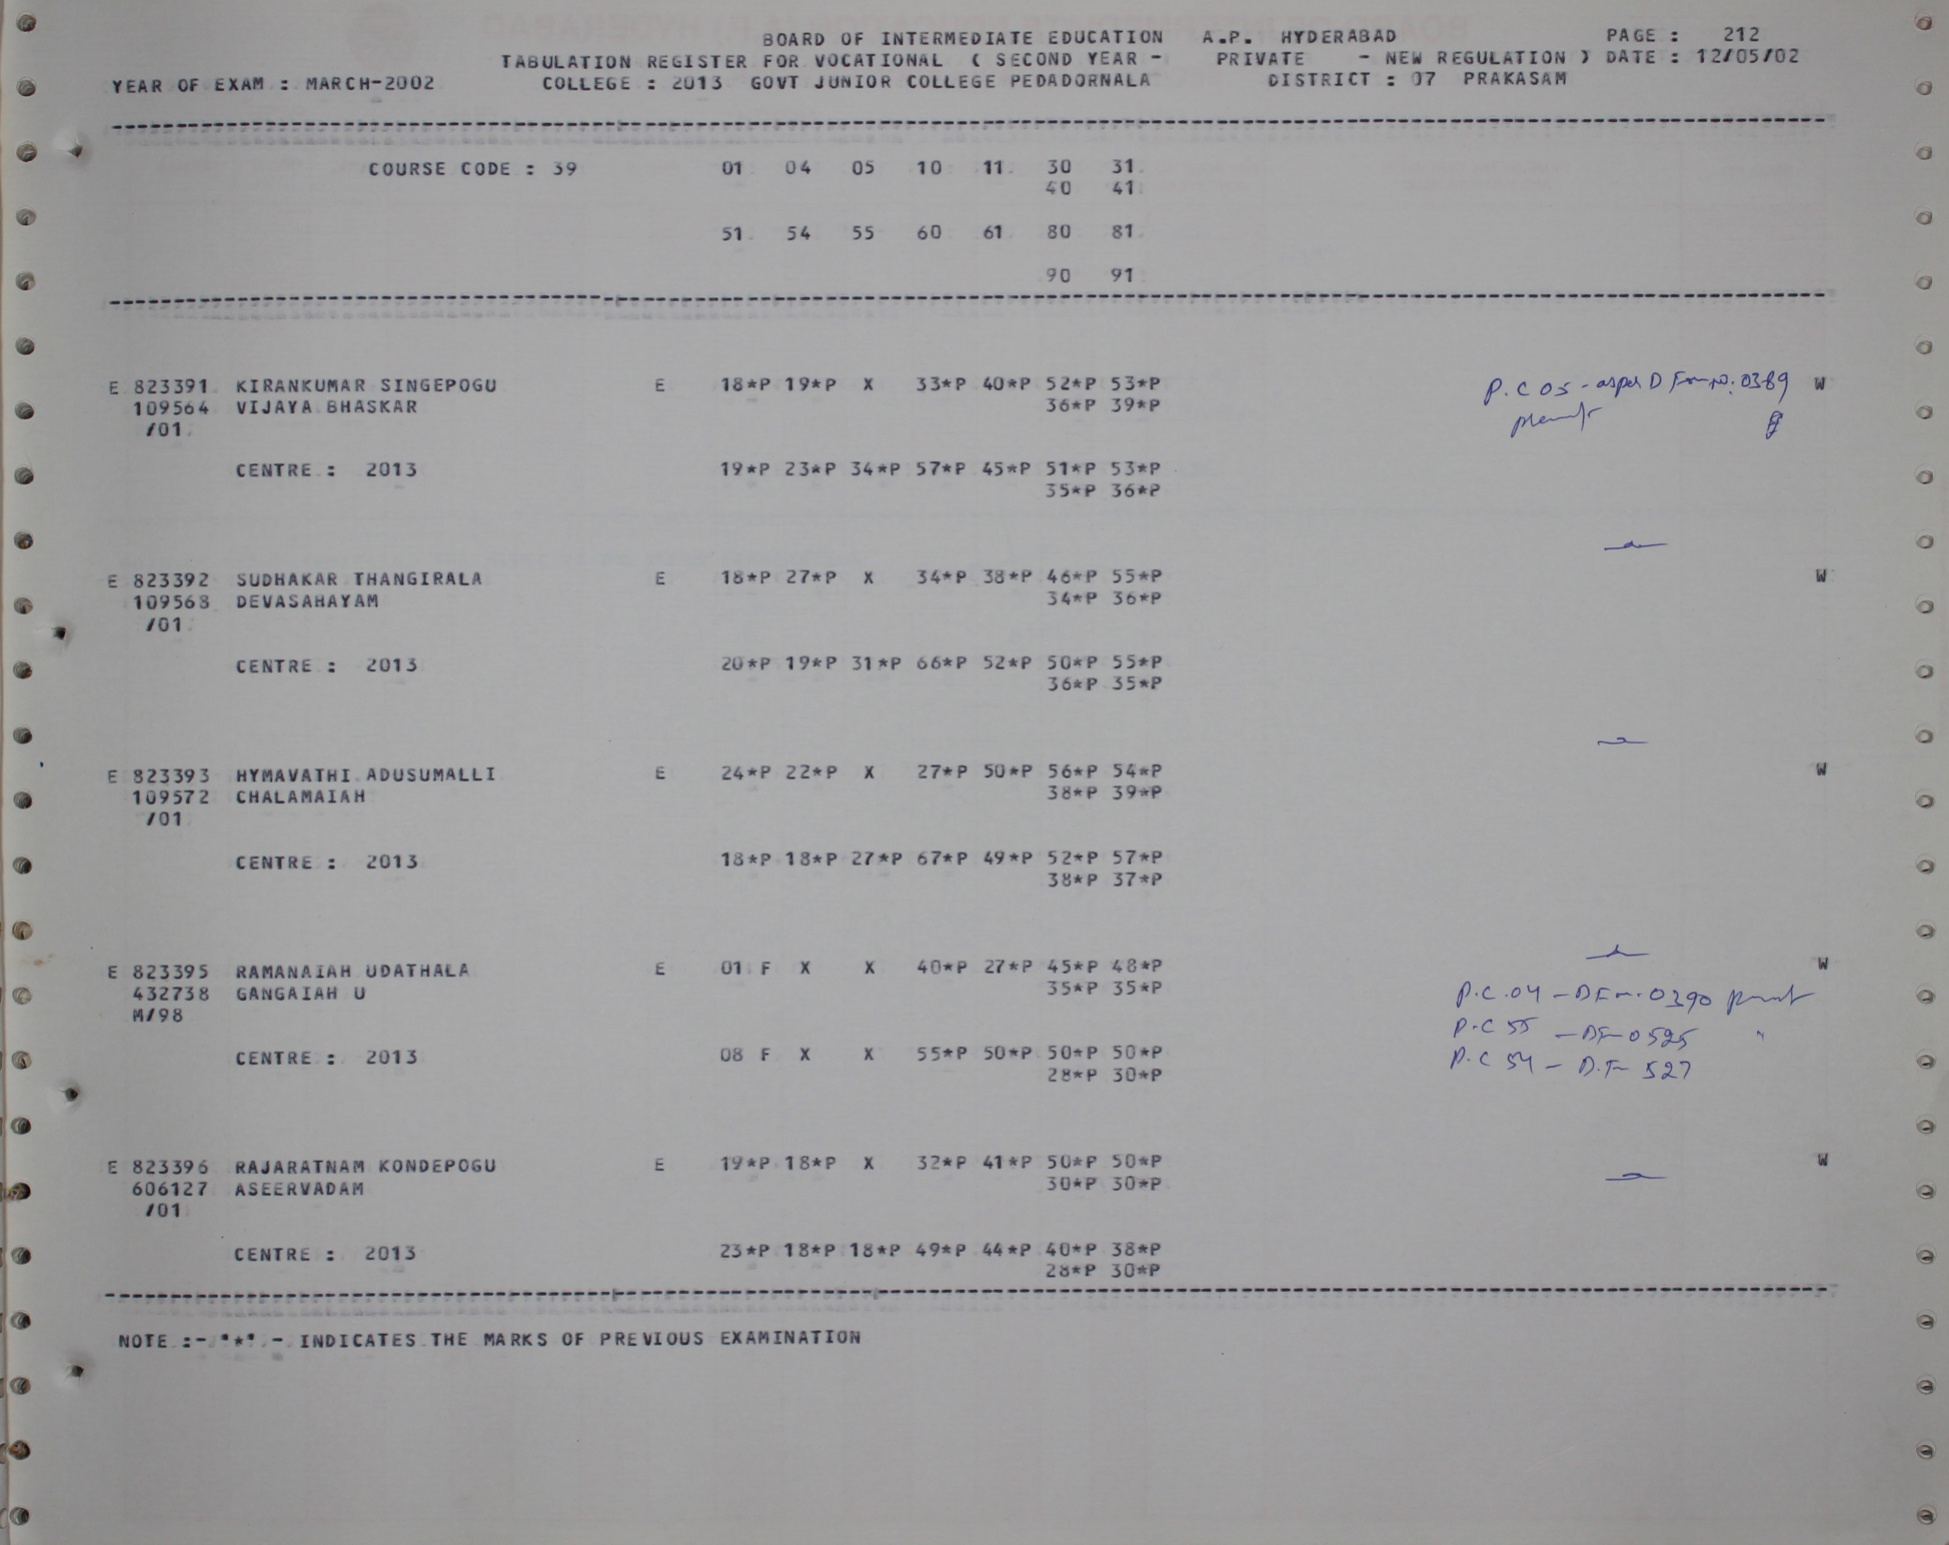 BOARD OF INTERMEDIATE EDUCATION A.P. HYDERABAD PAGE : 212
TABULATION REGISTER FOR VOCATIONAL ( SECOND YEAR - PRIVATE - NEW REGULATION ) DATE : 12/05/02
YEAR OF EXAM : MARCH-2002 COLLEGE : 2013 GOVT JUNIOR COLLEGE PEDADORNALA DISTRICT : 07 PRAKASAM
COURSE CODE : 39 01 04 05 10 11 30 31
40 41
51 54 55 60 61 80 81
90 91
E 823391 KIRANKUMAR SINGEPOGU E 18*P 19*P X 33*P 40*P 52*P 53*P P.C 05 - as per D Form no: 0389 W
109564 VIJAYA BHASKAR 36*P 39*P
/01
CENTRE : 2013 19*P 23*P 34*P 57*P 45*P 51*P 53*P
35*P 36*P
E 823392 SUDHAKAR THANGIRALA E 18*P 27*P X 34*P 38*P 46*P 55*P W
109568 DEVASAHAYAM 34*P 36*P
/01
CENTRE : 2013 20*P 19*P 31*P 66*P 52*P 50*P 55*P
36*P 35*P
E 823393 HYMAVATHI ADUSUMALLI E 24*P 22*P X 27*P 50*P 56*P 54*P W
109572 CHALAMAIAH 38*P 39*P
/01
CENTRE : 2013 18*P 18*P 27*P 67*P 49*P 52*P 57*P
38*P 37*P
E 823395 RAMANAIAH UDATHALA E 01 F X X 40*P 27*P 45*P 48*P W
432738 GANGAIAH U 35*P 35*P P.C.04 - 0390
M/98 P.C 55 - 0525 "
CENTRE : 2013 08 F X X 55*P 50*P 50*P 50*P P.C 54 - D.F 527
28*P 30*P
E 823396 RAJARATNAM KONDEPOGU E 19*P 18*P X 32*P 41*P 50*P 50*P W
606127 ASEERVADAM 30*P 30*P
/01
CENTRE : 2013 23*P 18*P 18*P 49*P 44*P 40*P 38*P
28*P 30*P
NOTE :- "*" - INDICATES THE MARKS OF PREVIOUS EXAMINATION